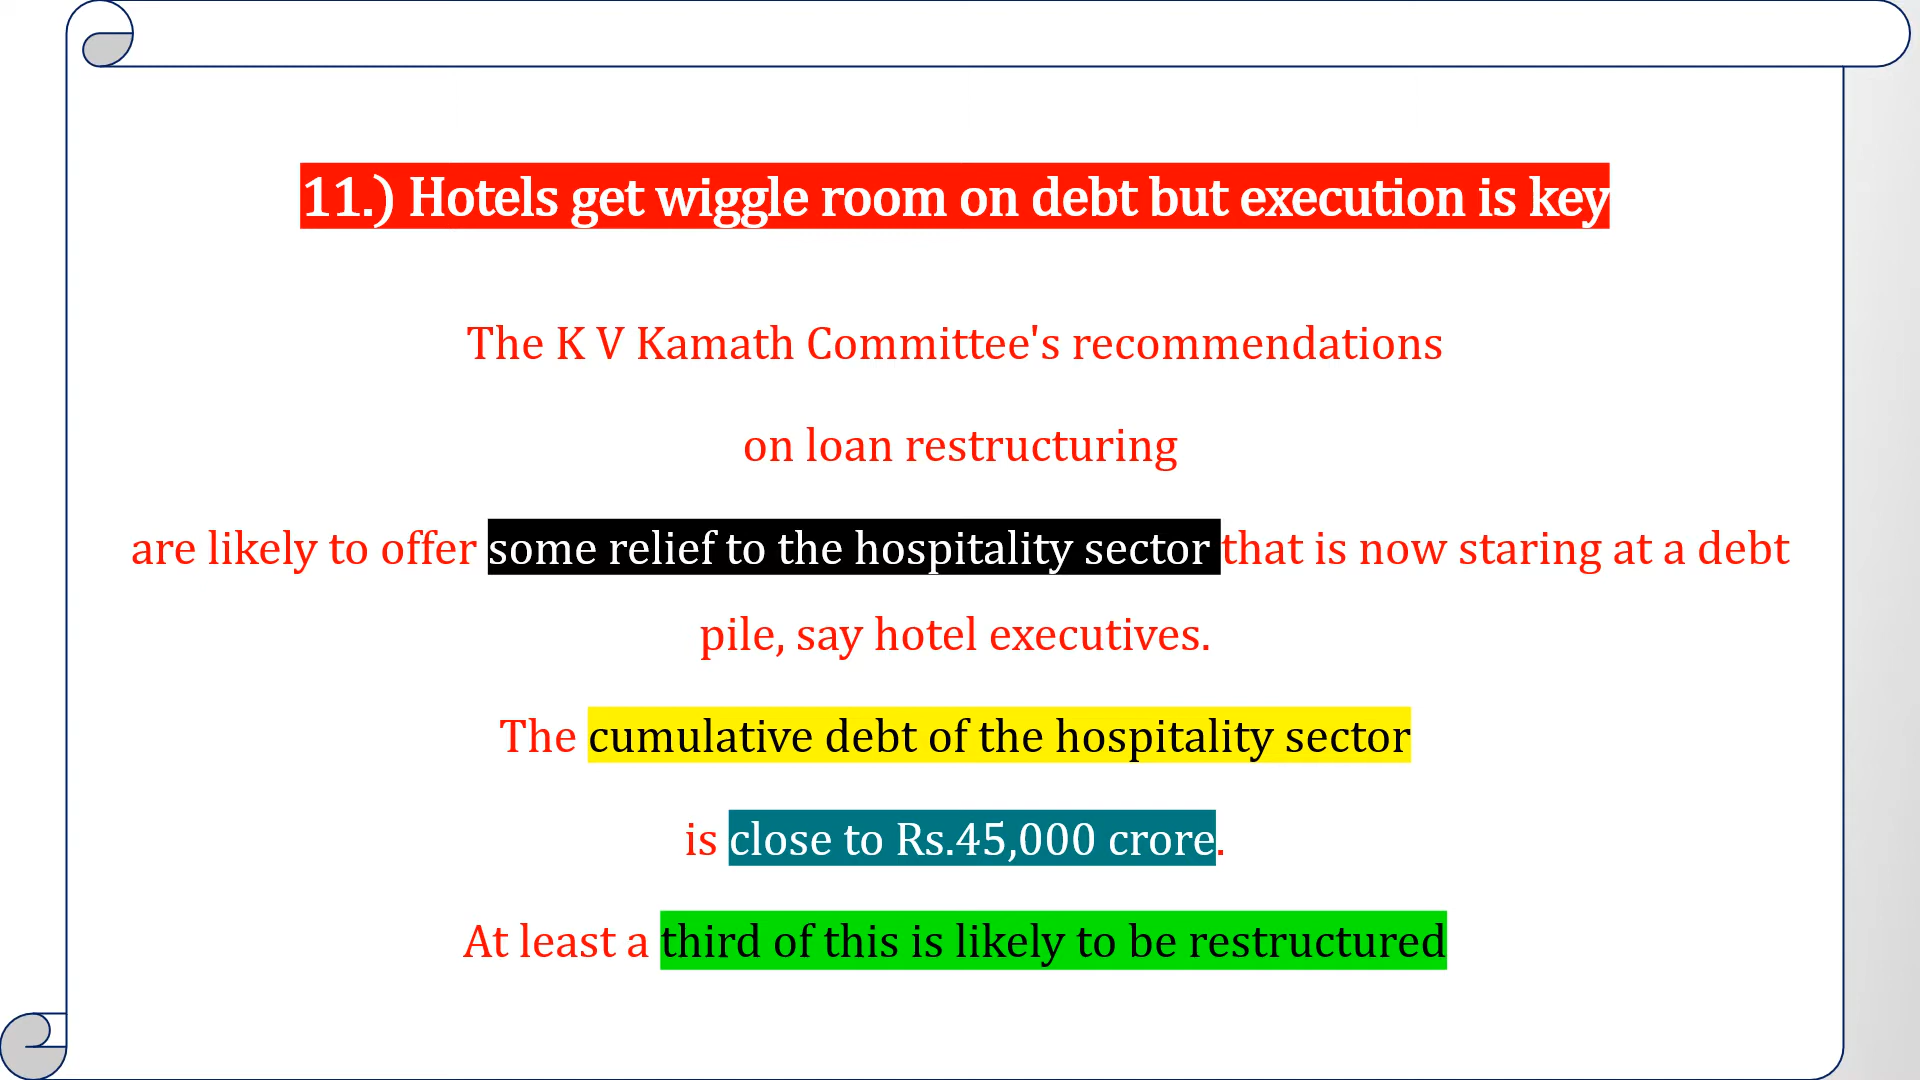 11.) Hotels get wiggle room on debt but execution is key
The K V Kamath Committee's recommendations
on loan restructuring
are likely to offer some relief to the hospitality sector that is now staring at a debt
pile, say hotel executives.
The cumulative debt of the hospitality sector
is close to Rs.45,000 crore.
At least a third of this is likely to be restructured